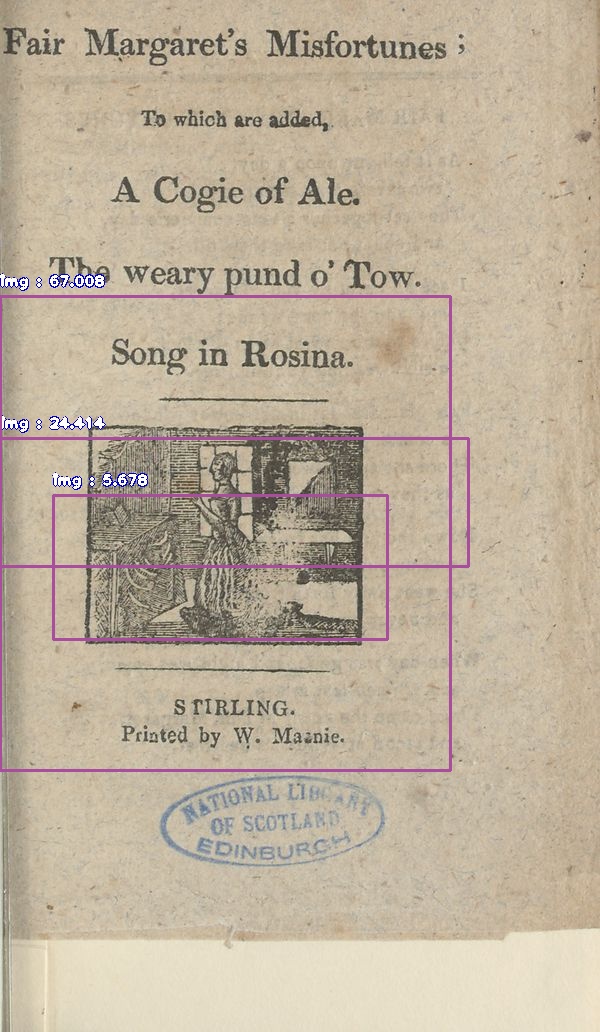 Fair Margaret's Misfortunes ;
To which are added,
A Cogie of Ale.
The weary pund o' Tow.
img : 67.008
Song in Rosina.
img : 24.414
img : 5.678
STIRLING.
Printed by W. Macnie.
NATIONAL LIBRARY
OF SCOTLAND
EDINBURGH